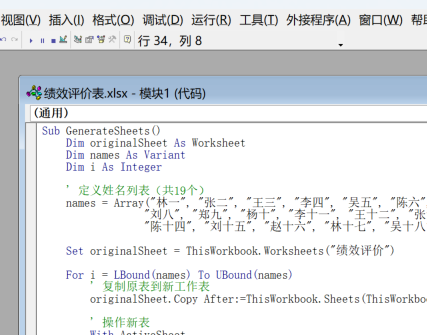 视图(V) 插入(I) 格式(O) 调试(D) 运行(R) 工具(T) 外接程序(A) 窗口(W) 帮助
行 34, 列 8
绩效评价表.xlsx - 模块1 (代码)
(通用)
Sub GenerateSheets()
Dim originalSheet As Worksheet
Dim names As Variant
Dim i As Integer
' 定义姓名列表（共19个）
names = Array("林一", "张二", "王三", "李四", "吴五", "陈六"
"刘八", "郑九", "杨十", "李十一", "王十二", "张
"陈十四", "刘十五", "赵十六", "林十七", "吴十八
Set originalSheet = ThisWorkbook.Worksheets("绩效评价")
For i = LBound(names) To UBound(names)
' 复制原表到新工作表
originalSheet.Copy After:=ThisWorkbook.Sheets(ThisWorkboo
' 操作新表
With ActiveSheet